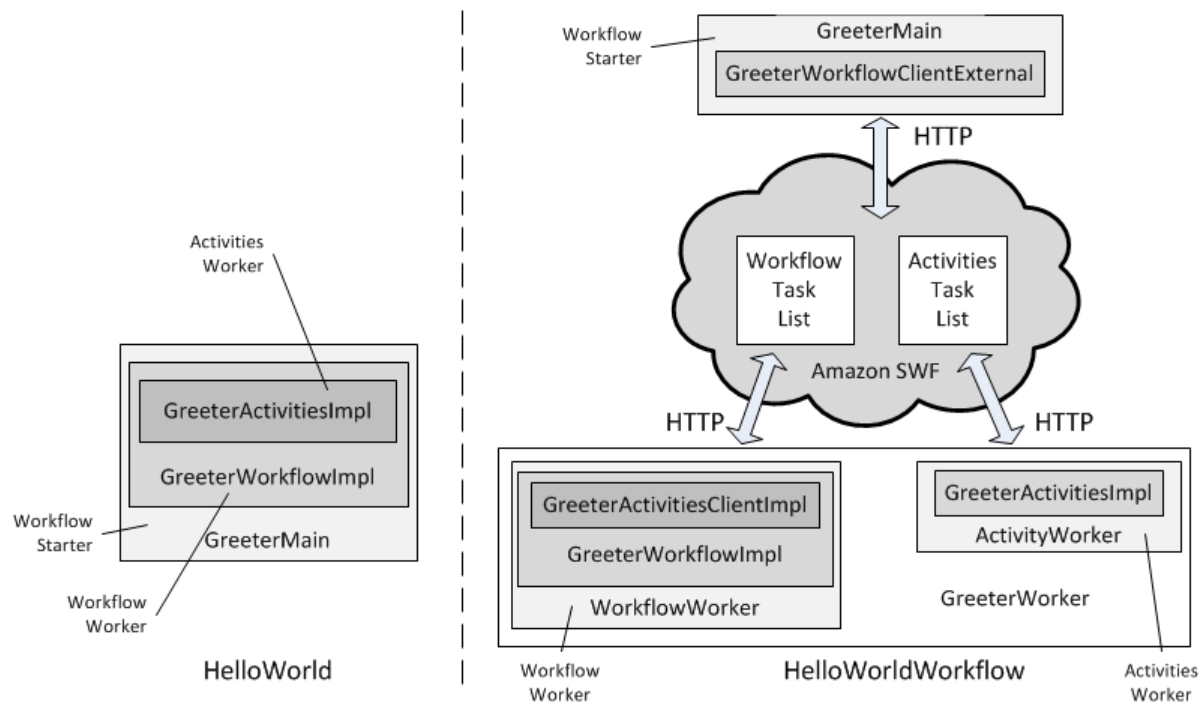 Activities
Worker
GreeterActivitiesImpl
GreeterWorkflowImpl
Workflow
Starter
GreeterMain
Workflow
Worker
HelloWorld
Workflow
Starter
GreeterMain
GreeterWorkflowClientExternal
HTTP
Workflow
Task
List
Activities
Task
List
Amazon SWF
HTTP
HTTP
GreeterActivitiesClientImpl
GreeterWorkflowImpl
WorkflowWorker
GreeterActivitiesImpl
ActivityWorker
GreeterWorker
Workflow
Worker
HelloWorldWorkflow
Activities
Worker